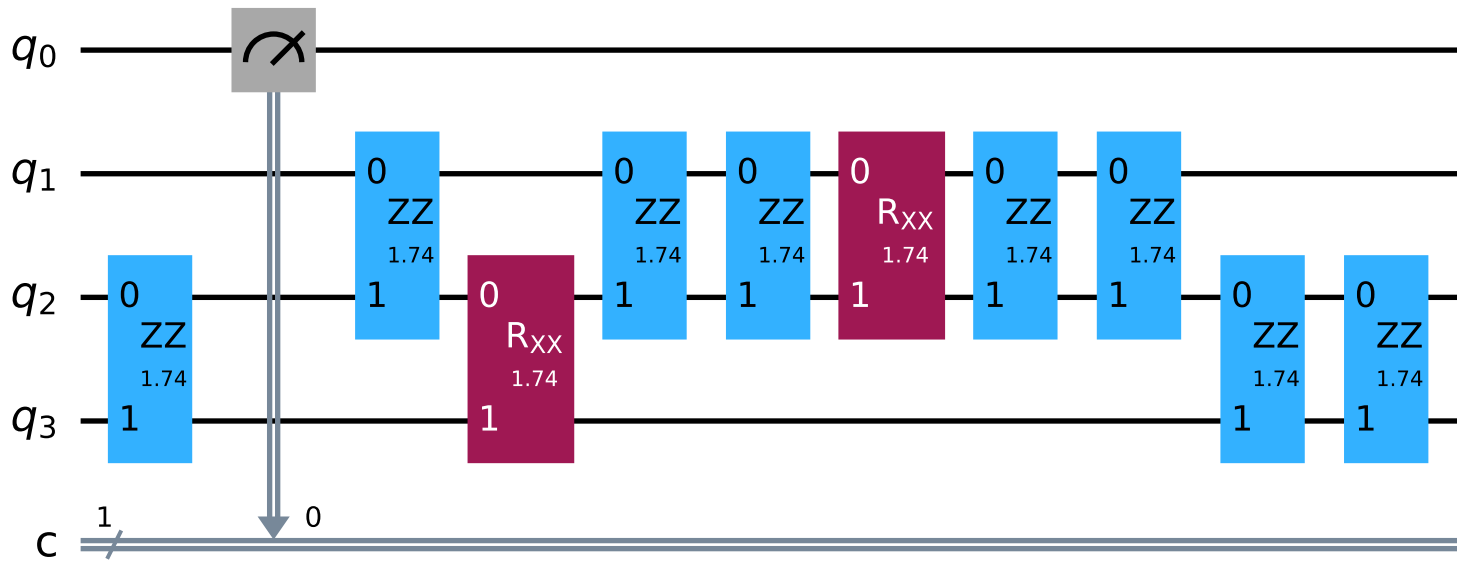 q0
q1
0 0 0 0 0 0
ZZ ZZ ZZ RXX ZZ ZZ
1.74 1.74 1.74 1.74 1.74 1.74
q2
0 1 0 1 1 1 1 1 0 0
ZZ RXX ZZ ZZ
1.74 1.74 1.74 1.74
q3
1 1 1 1
1 0
c